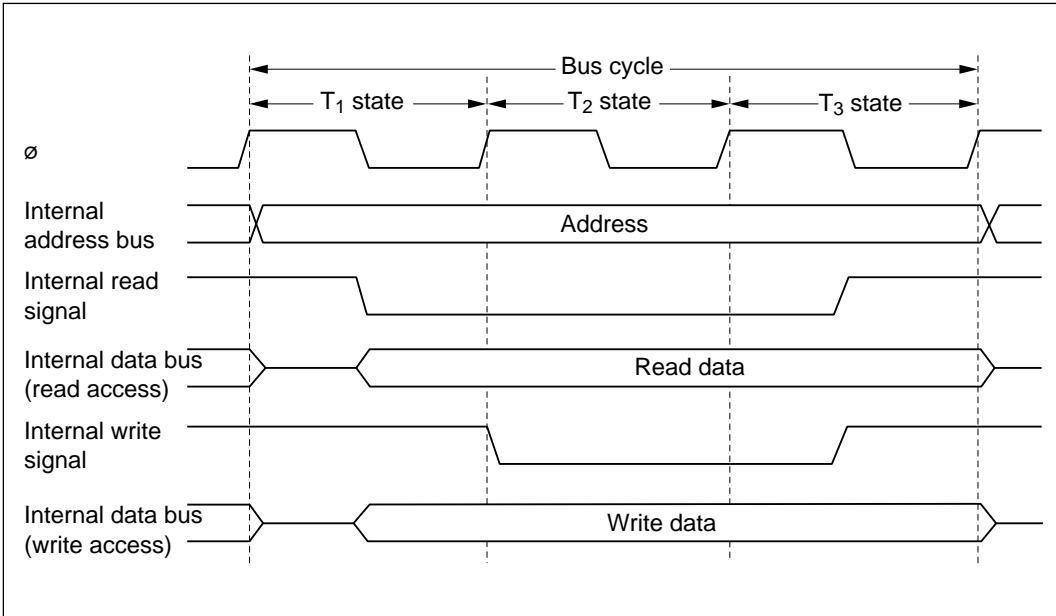 Bus cycle
T1 state
T2 state
T3 state
ø
Internal
address bus
Address
Internal read
signal
Internal data bus
(read access)
Read data
Internal write
signal
Internal data bus
(write access)
Write data